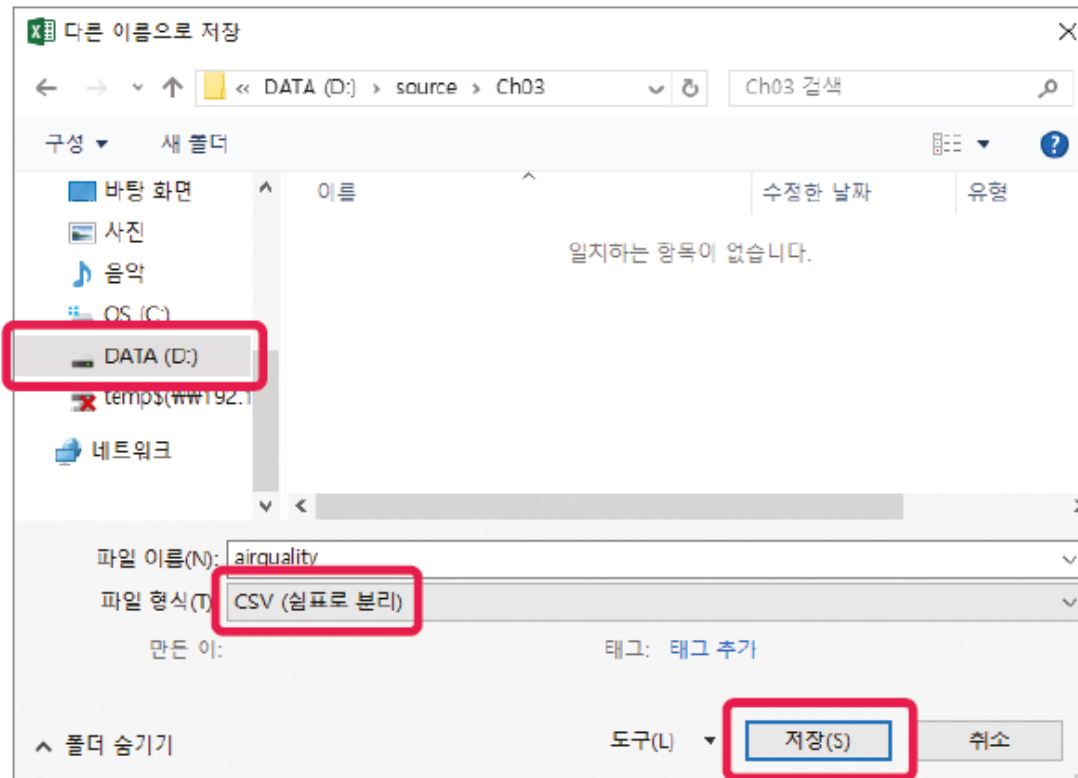 다른 이름으로 저장
« DATA (D:) > source > Ch03
Ch03 검색
구성 새 폴더
이름 수정한 날짜 유형
바탕 화면
사진
음악
OS (C:)
DATA (D:)
temp$(₩₩192.1
네트워크
일치하는 항목이 없습니다.
파일 이름(N): airquality
파일 형식(T) CSV (쉼표로 분리)
만든 이: 태그: 태그 추가
폴더 숨기기 도구(L) 저장(S) 취소